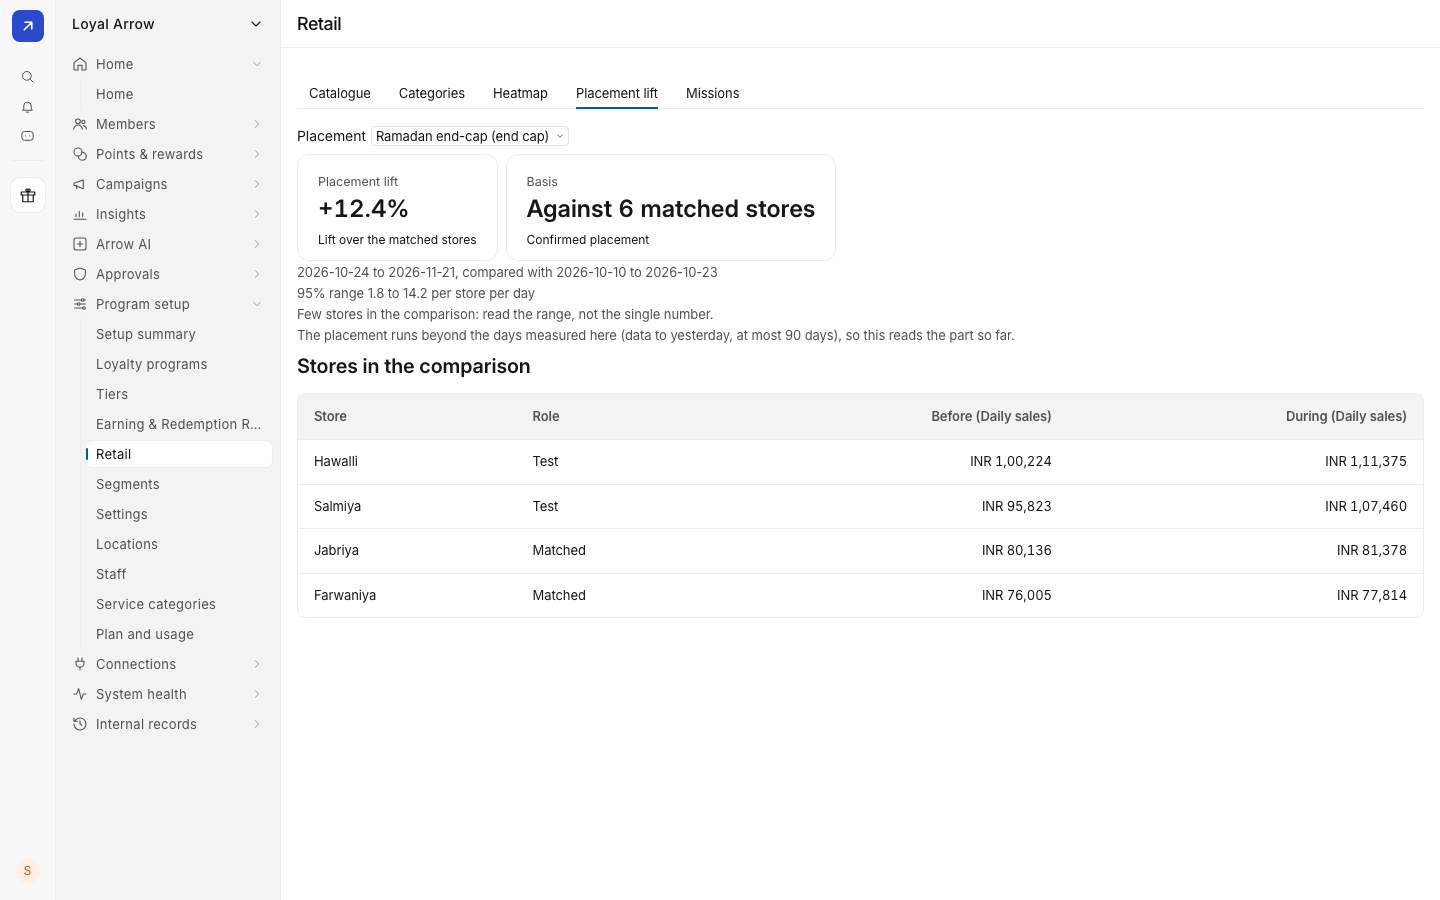 Loyal Arrow
Home
Home
Members
Points & rewards
Campaigns
Insights
Arrow AI
Approvals
Program setup
Setup summary
Loyalty programs
Tiers
Earning & Redemption R...
Retail
Segments
Settings
Locations
Staff
Service categories
Plan and usage
Connections
System health
Internal records
S
Retail
Catalogue Categories Heatmap Placement lift Missions
Placement Ramadan end-cap (end cap)
Placement lift
+12.4%
Lift over the matched stores
Basis
Against 6 matched stores
Confirmed placement
2026-10-24 to 2026-11-21, compared with 2026-10-10 to 2026-10-23
95% range 1.8 to 14.2 per store per day
Few stores in the comparison: read the range, not the single number.
The placement runs beyond the days measured here (data to yesterday, at most 90 days), so this reads the part so far.
Stores in the comparison
Store Role Before (Daily sales) During (Daily sales)
Hawalli Test INR 1,00,224 INR 1,11,375
Salmiya Test INR 95,823 INR 1,07,460
Jabriya Matched INR 80,136 INR 81,378
Farwaniya Matched INR 76,005 INR 77,814